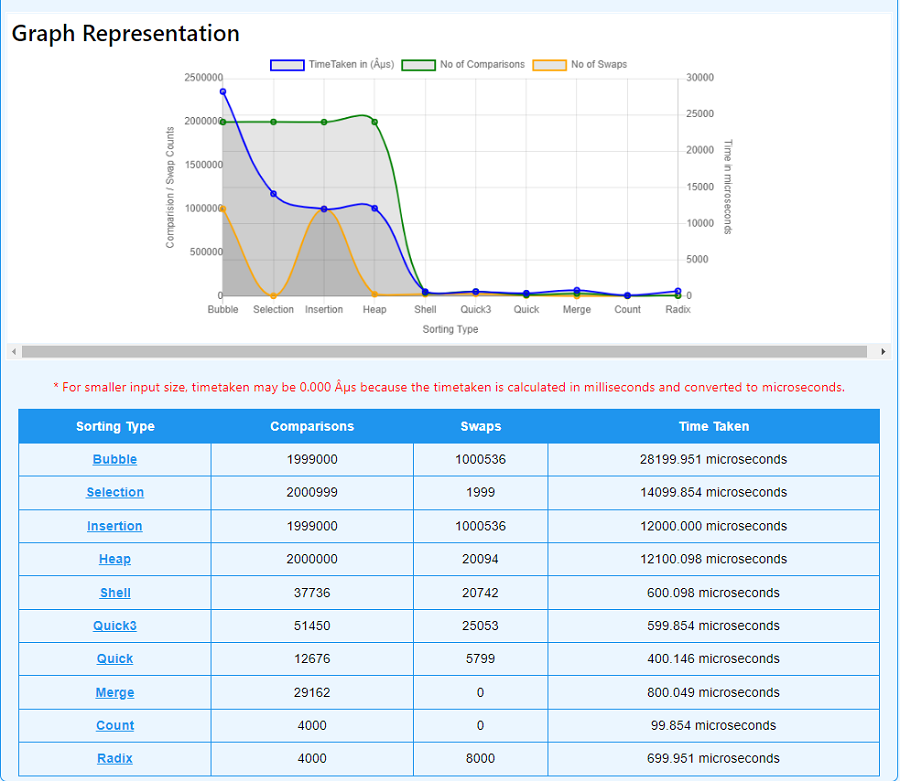 Graph Representation
TimeTaken in (Âµs) No of Comparisons No of Swaps
2500000 30000
25000
2000000
20000
1500000
15000
1000000
10000
500000
5000
0 0
Comparision / Swap Counts
Time in microseconds
Bubble Selection Insertion Heap Shell Quick3 Quick Merge Count Radix
Sorting Type
* For smaller input size, timetaken may be 0.000 Âµs because the timetaken is calculated in milliseconds and converted to microseconds.
Sorting Type Comparisons Swaps Time Taken
Bubble 1999000 1000536 28199.951 microseconds
Selection 2000999 1999 14099.854 microseconds
Insertion 1999000 1000536 12000.000 microseconds
Heap 2000000 20094 12100.098 microseconds
Shell 37736 20742 600.098 microseconds
Quick3 51450 25053 599.854 microseconds
Quick 12676 5799 400.146 microseconds
Merge 29162 0 800.049 microseconds
Count 4000 0 99.854 microseconds
Radix 4000 8000 699.951 microseconds